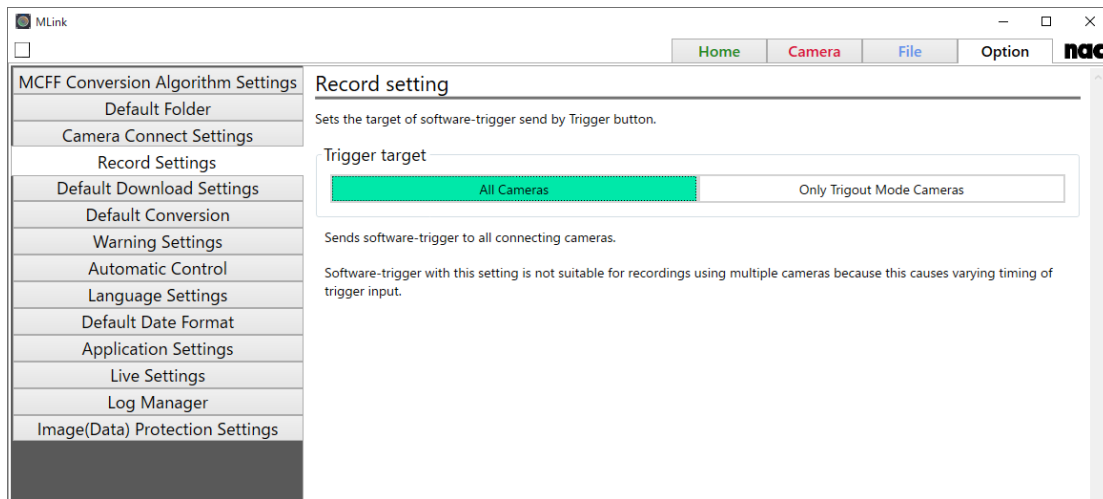 MLink
Home Camera File Option nac
MCFF Conversion Algorithm Settings
Default Folder
Camera Connect Settings
Record Settings
Default Download Settings
Default Conversion
Warning Settings
Automatic Control
Language Settings
Default Date Format
Application Settings
Live Settings
Log Manager
Image(Data) Protection Settings
Record setting
Sets the target of software-trigger send by Trigger button.
Trigger target
All Cameras Only Trigout Mode Cameras
Sends software-trigger to all connecting cameras.
Software-trigger with this setting is not suitable for recordings using multiple cameras because this causes varying timing of
trigger input.